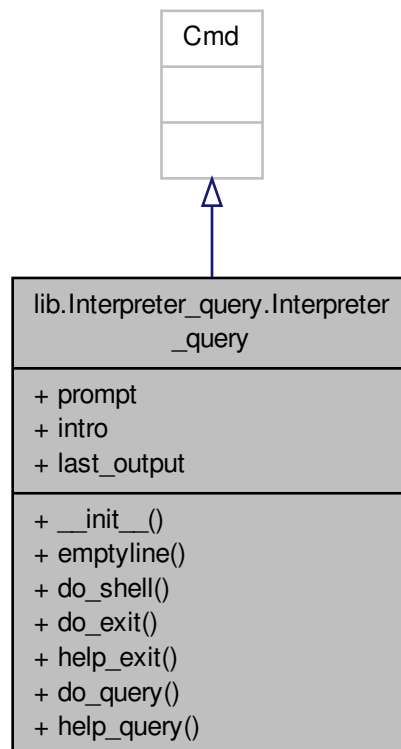 Cmd
lib.Interpreter_query.Interpreter
_query
+ prompt
+ intro
+ last_output
+ __init__()
+ emptyline()
+ do_shell()
+ do_exit()
+ help_exit()
+ do_query()
+ help_query()